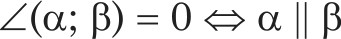 ∠(α; β) = 0 ⇔ α ∥ β